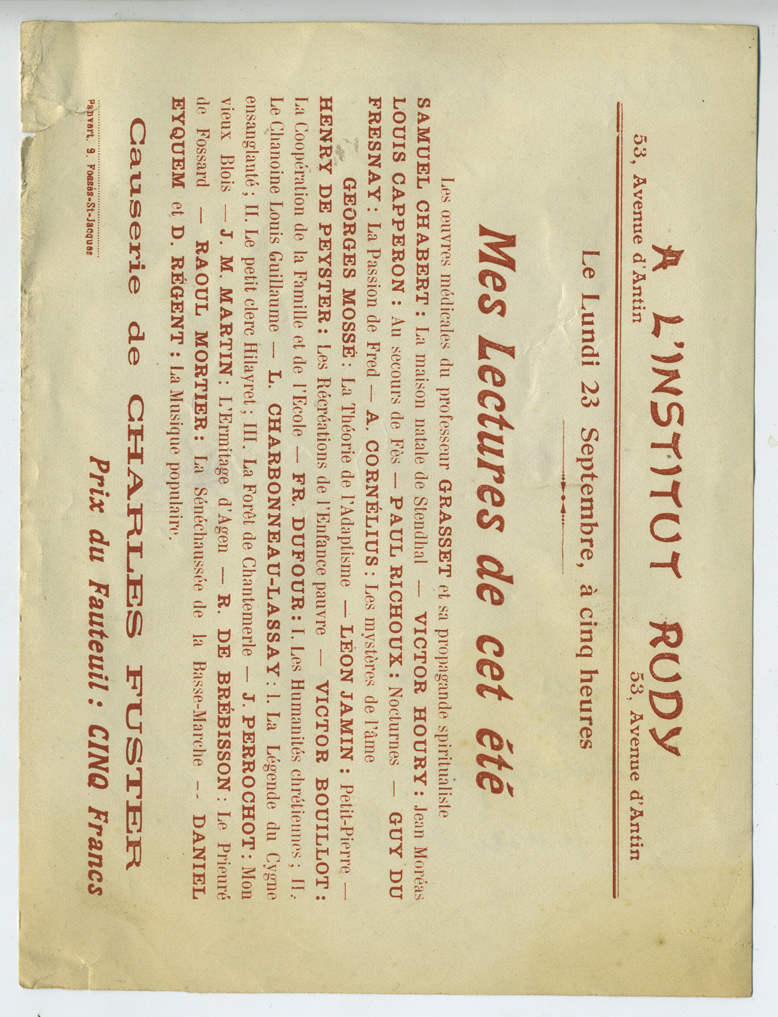 A L'INSTITUT RUDY
53, Avenue d'Antin 53, Avenue d'Antin
Le Lundi 23 Septembre, à cinq heures
Mes Lectures de cet été
Les œuvres médicales du professeur GRASSET et sa propagande spiritualiste
SAMUEL CHABERT : La maison natale de Stendhal — VICTOR HOURY : Jean Moréas
LOUIS CAPPERON : Au secours de Fès — PAUL RICHOUX : Nocturnes — GUY DU
FRESNAY : La Passion de Fred — A. CORNÉLIUS : Les mystères de l'âme
GEORGES MOSSÉ : La Théorie de l'Adaptisme — LÉON JAMIN : Petit-Pierre —
HENRY DE PEYSTER : Les Récréations de l'Enfance pauvre — VICTOR BOUILLOT :
La Coopération de la Famille et de l'Ecole — FR. DUFOUR : I. Les Humanités chrétiennes ; II.
Le Chanoine Louis Guillaume — L. CHARBONNEAU-LASSAY : I. La Légende du Cygne
ensanglanté ; II. Le petit clerc Hilayret ; III. La Forêt de Chantemerle — J. PERROCHOT : Mon
vieux Blois — J. M. MARTIN : L'Ermitage d'Agen — R. DE BRÉBISSON : Le Prieuré
de Fossard — RAOUL MORTIER : La Sénéchaussée de la Basse-Marche -- DANIEL
EYQUEM et D. RÉGENT : La Musique populaire.
Causerie de CHARLES FUSTER
Prix du Fauteuil : CINQ Francs
Panvert, 9, Fossés-St-Jacques